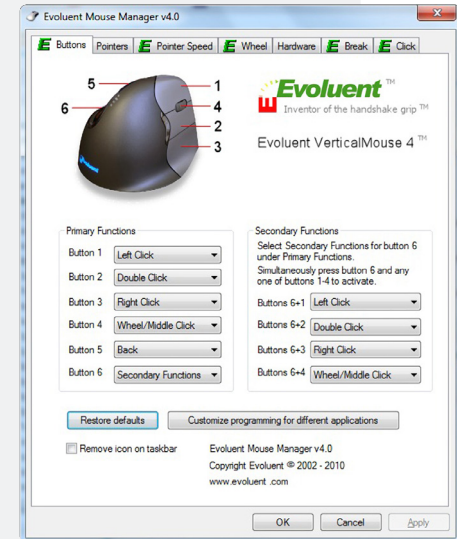 Evoluent Mouse Manager v4.0
E Buttons Pointers E Pointer Speed E Wheel Hardware E Break E Click
5
1
6
4
2
3
Evoluent TM
Inventor of the handshake grip TM
Evoluent VerticalMouse 4 TM
Evoluent
Primary Functions
Button 1 Left Click
Button 2 Double Click
Button 3 Right Click
Button 4 Wheel/Middle Click
Button 5 Back
Button 6 Secondary Functions
Secondary Functions
Select Secondary Functions for button 6
under Primary Functions.
Simultaneously press button 6 and any
one of buttons 1-4 to activate.
Buttons 6+1 Left Click
Buttons 6+2 Double Click
Buttons 6+3 Right Click
Buttons 6+4 Wheel/Middle Click
Restore defaults Customize programming for different applications
Remove icon on taskbar
Evoluent Mouse Manager v4.0
Copyright Evoluent © 2002 - 2010
www.evoluent .com
OK Cancel Apply